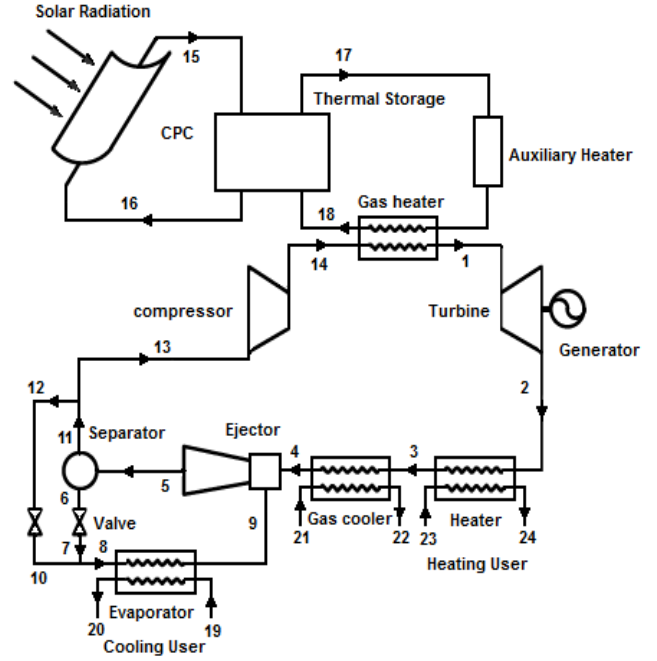 Solar Radiation
15
17
Thermal Storage
CPC
Auxiliary Heater
16
18
Gas heater
14
1
compressor
Turbine
Generator
13
2
12
11
Separator
Ejector
4
3
5
6
9
Valve
21
Gas cooler
22
23
Heater
24
7
8
10
Heating User
Evaporator
20
19
Cooling User